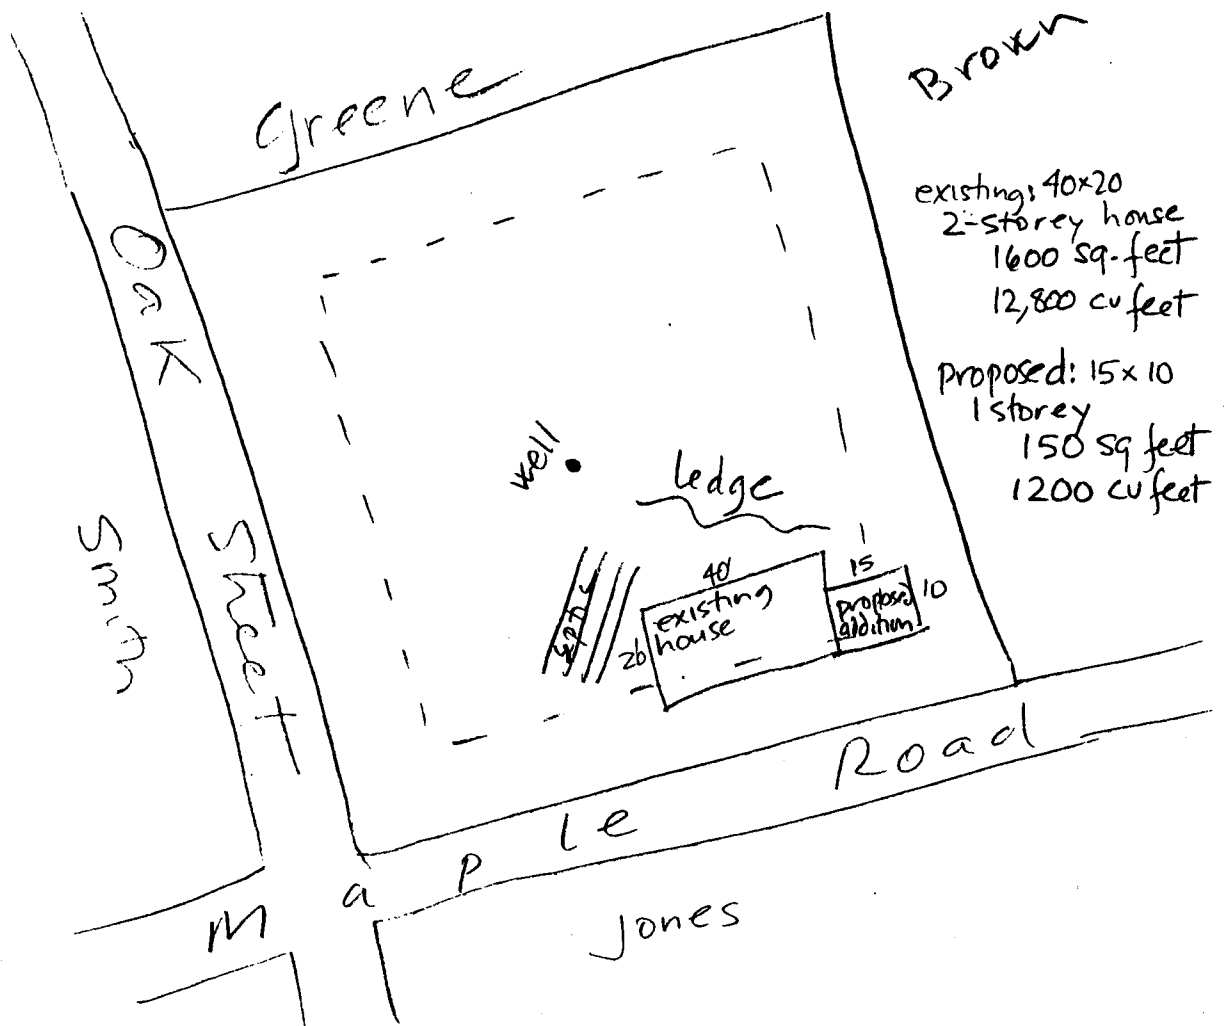 Greene
Brown
existing: 40x20
2-storey house
1600 sq. feet
12,800 cu feet
proposed: 15 x 10
1 storey
150 sq feet
1200 cu feet
Oak Street
Smith
well
ledge
septic
40'
existing
house
26
15
10
proposed
addition
Maple Road
Jones